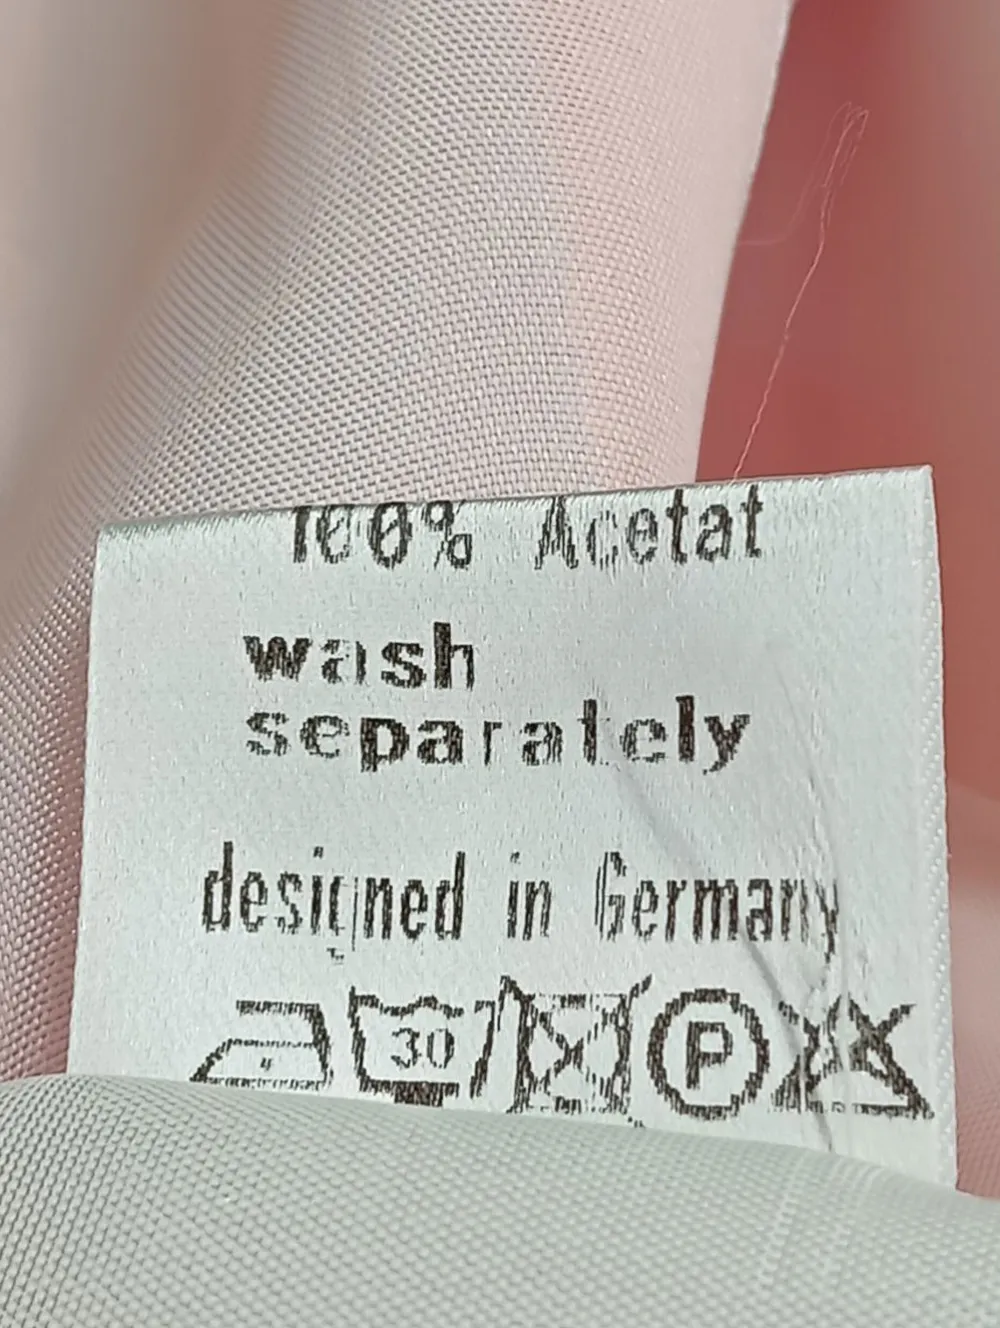 100% Acetat
wash
separately
designed in Germany
30 P